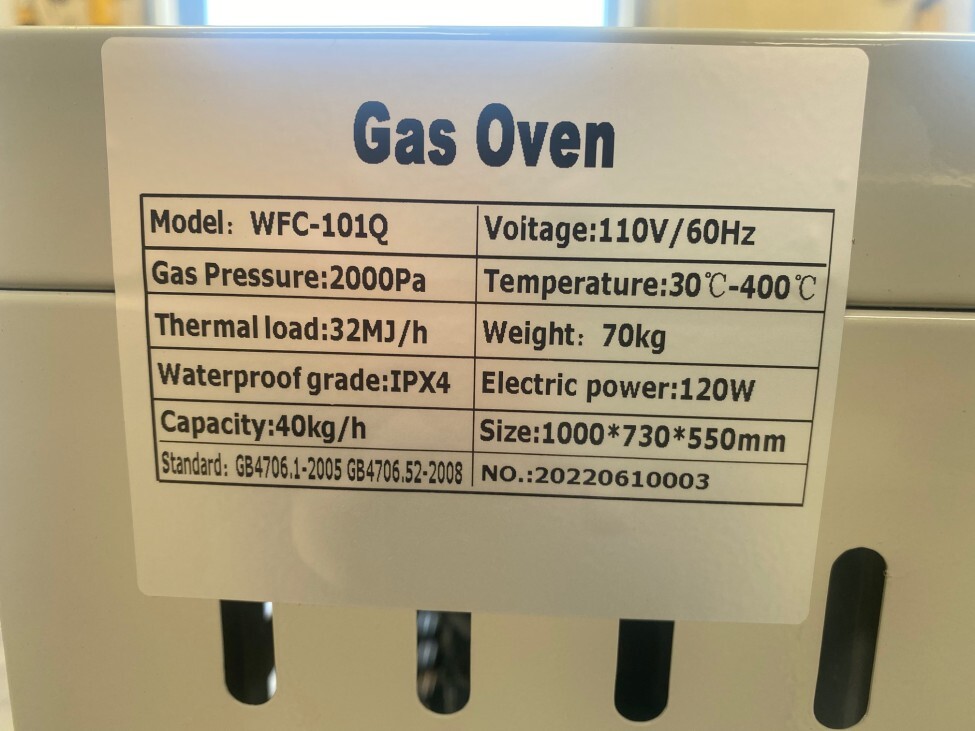 Gas Oven
Model: WFC-101Q
Voitage:110V/60Hz
Gas Pressure:2000Pa
Temperature:30℃-400℃
Thermal load:32MJ/h
Weight: 70kg
Waterproof grade:IPX4
Electric power:120W
Capacity:40kg/h
Size:1000*730*550mm
Standard: GB4706.1-2005 GB4706.52-2008
NO.:20220610003